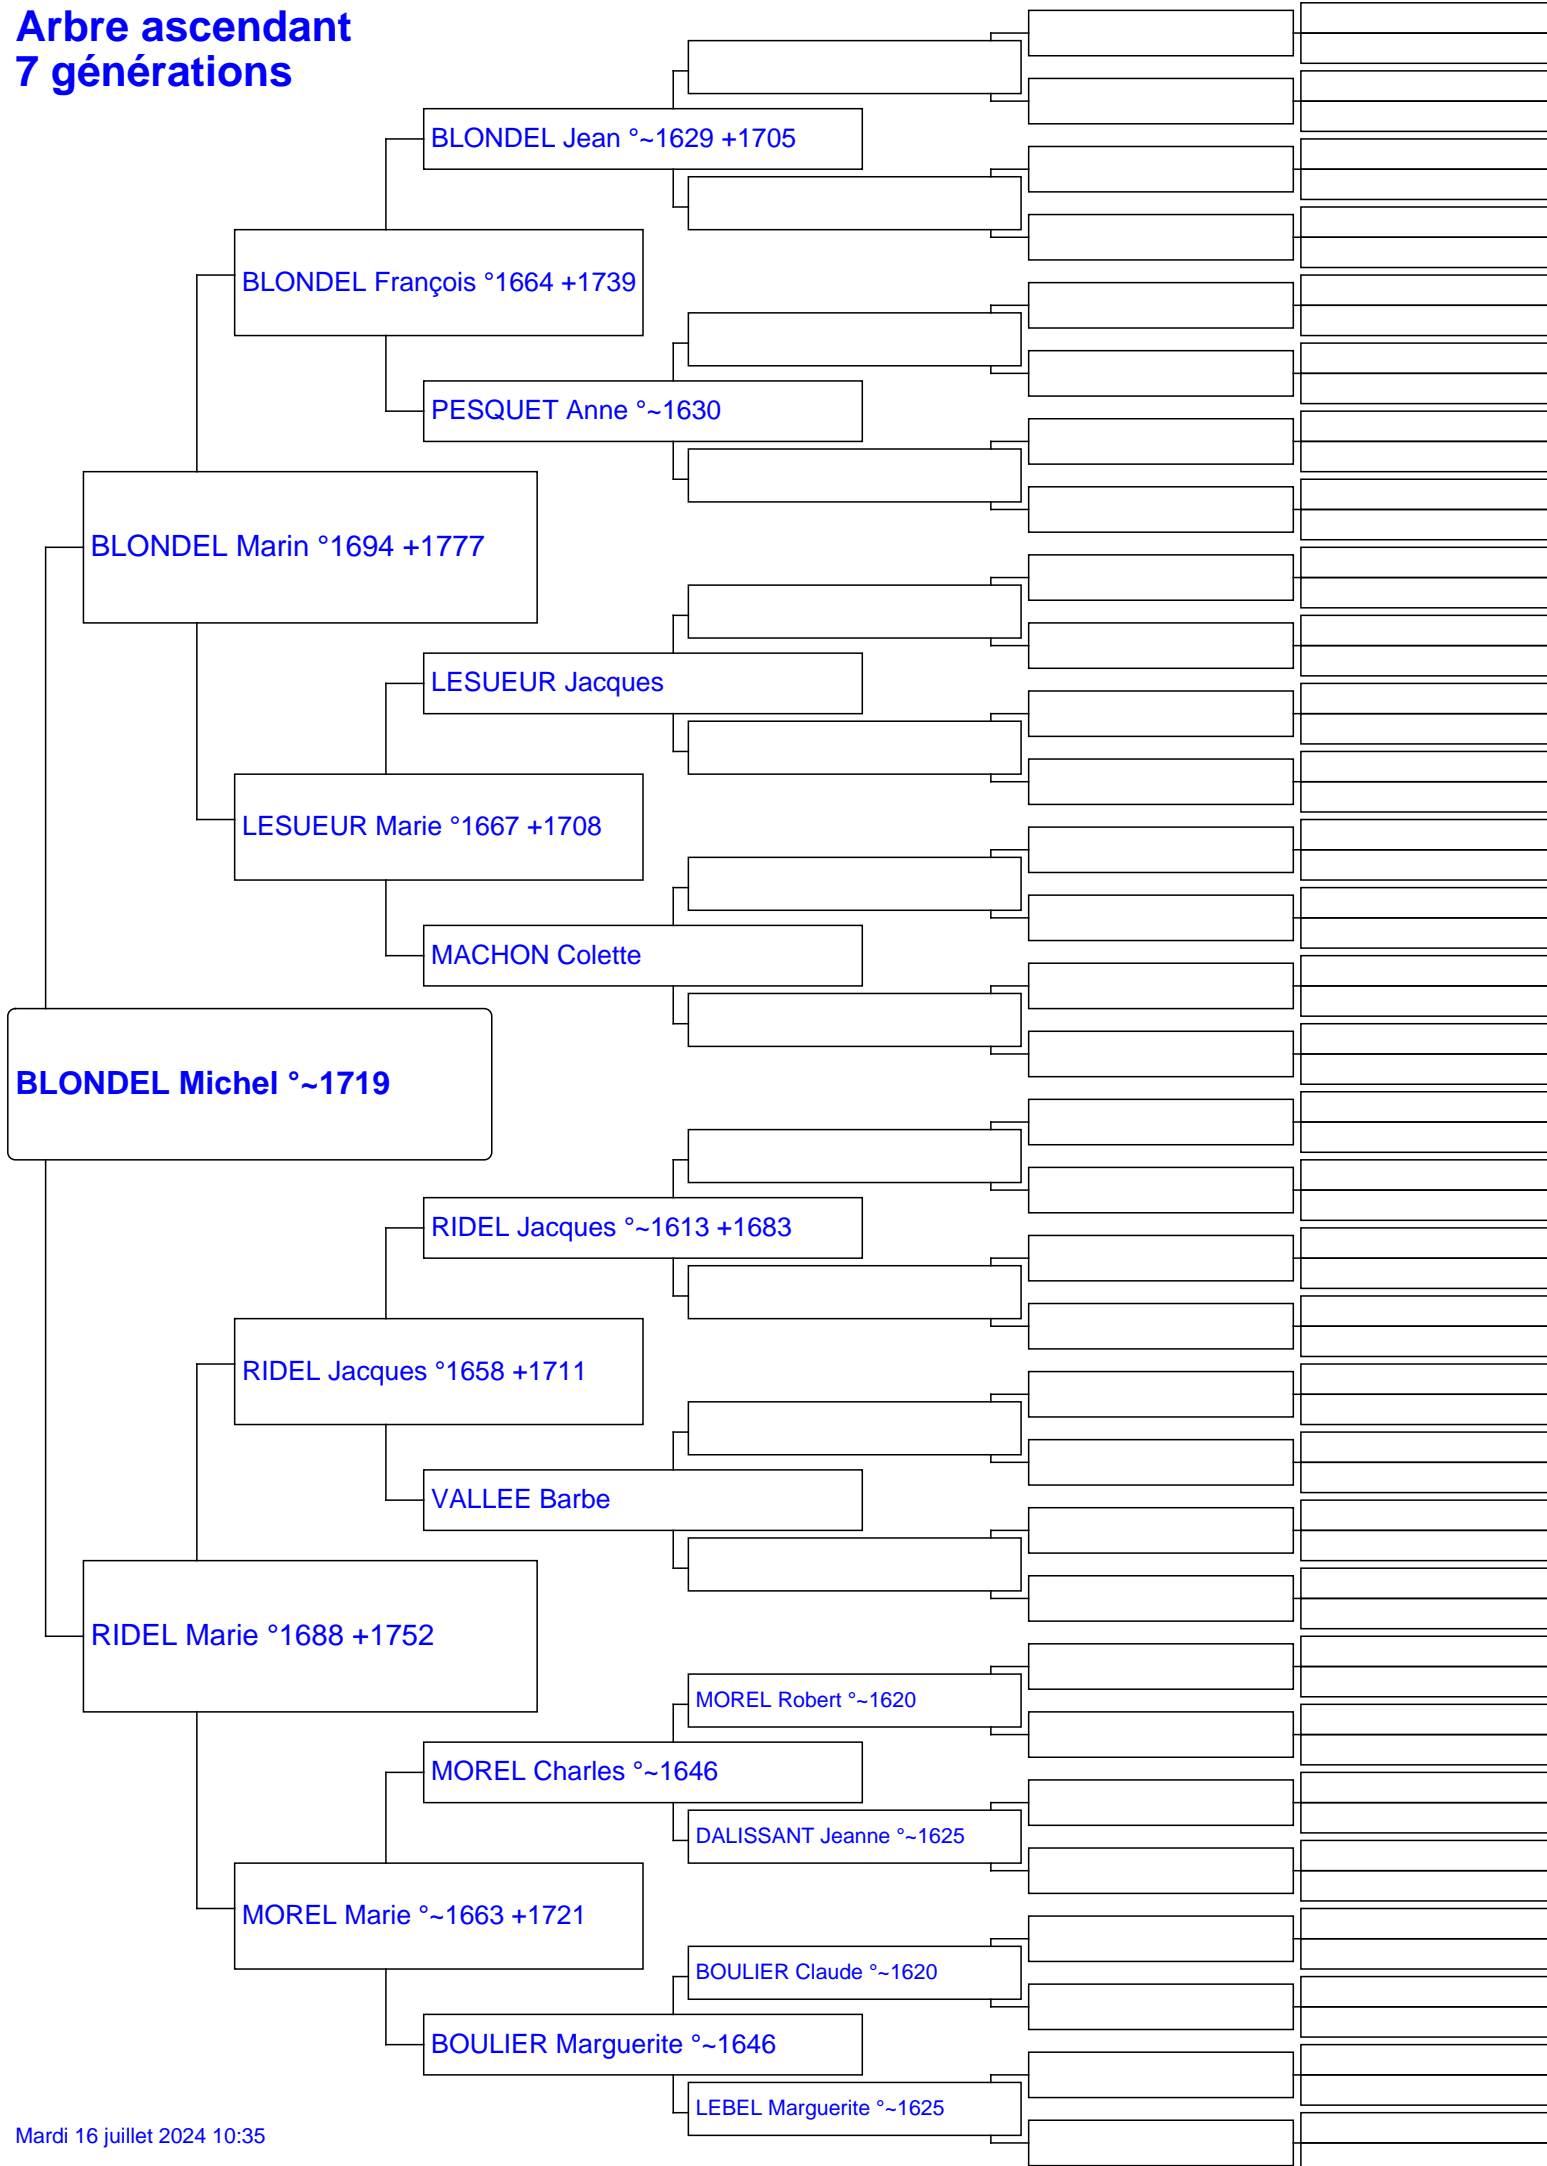 Arbre ascendant
7 générations
BLONDEL Jean °~1629 +1705
BLONDEL François °1664 +1739
PESQUET Anne °~1630
BLONDEL Marin °1694 +1777
LESUEUR Jacques
LESUEUR Marie °1667 +1708
MACHON Colette
BLONDEL Michel °~1719
RIDEL Jacques °~1613 +1683
RIDEL Jacques °1658 +1711
VALLEE Barbe
RIDEL Marie °1688 +1752
MOREL Robert °~1620
MOREL Charles °~1646
DALISSANT Jeanne °~1625
MOREL Marie °~1663 +1721
BOULIER Claude °~1620
BOULIER Marguerite °~1646
LEBEL Marguerite °~1625
Mardi 16 juillet 2024 10:35